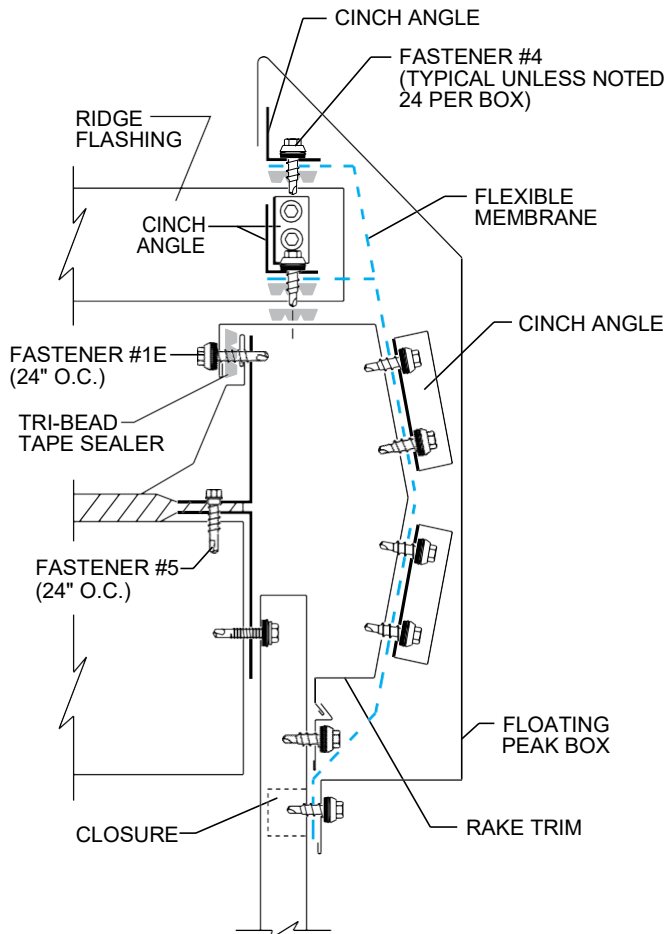 CINCH ANGLE
FASTENER #4
(TYPICAL UNLESS NOTED
24 PER BOX)
RIDGE
FLASHING
FLEXIBLE
MEMBRANE
CINCH
ANGLE
CINCH ANGLE
FASTENER #1E
(24" O.C.)
TRI-BEAD
TAPE SEALER
FASTENER #5
(24" O.C.)
FLOATING
PEAK BOX
CLOSURE
RAKE TRIM